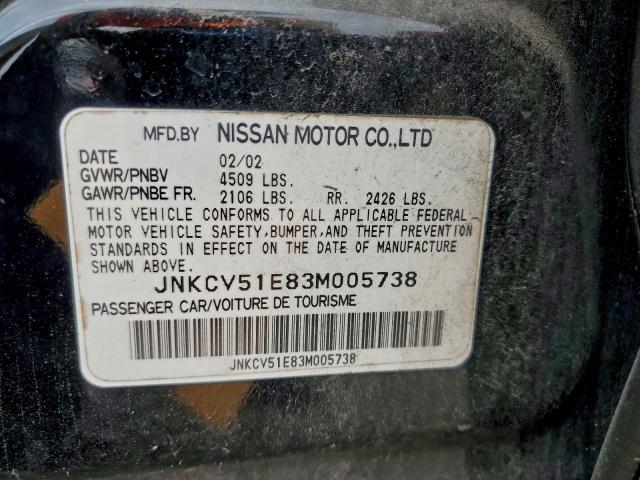 MFD.BY NISSAN MOTOR CO.,LTD
DATE 02/02
GVWR/PNBV 4509 LBS.
GAWR/PNBE FR. 2106 LBS. RR. 2426 LBS.
THIS VEHICLE CONFORMS TO ALL APPLICABLE FEDERAL
MOTOR VEHICLE SAFETY,BUMPER,AND THEFT PREVENTION
STANDARDS IN EFFECT ON THE DATE OF MANUFACTURE
SHOWN ABOVE.
JNKCV51E83M005738
PASSENGER CAR/VOITURE DE TOURISME
JNKCV51E83M005738